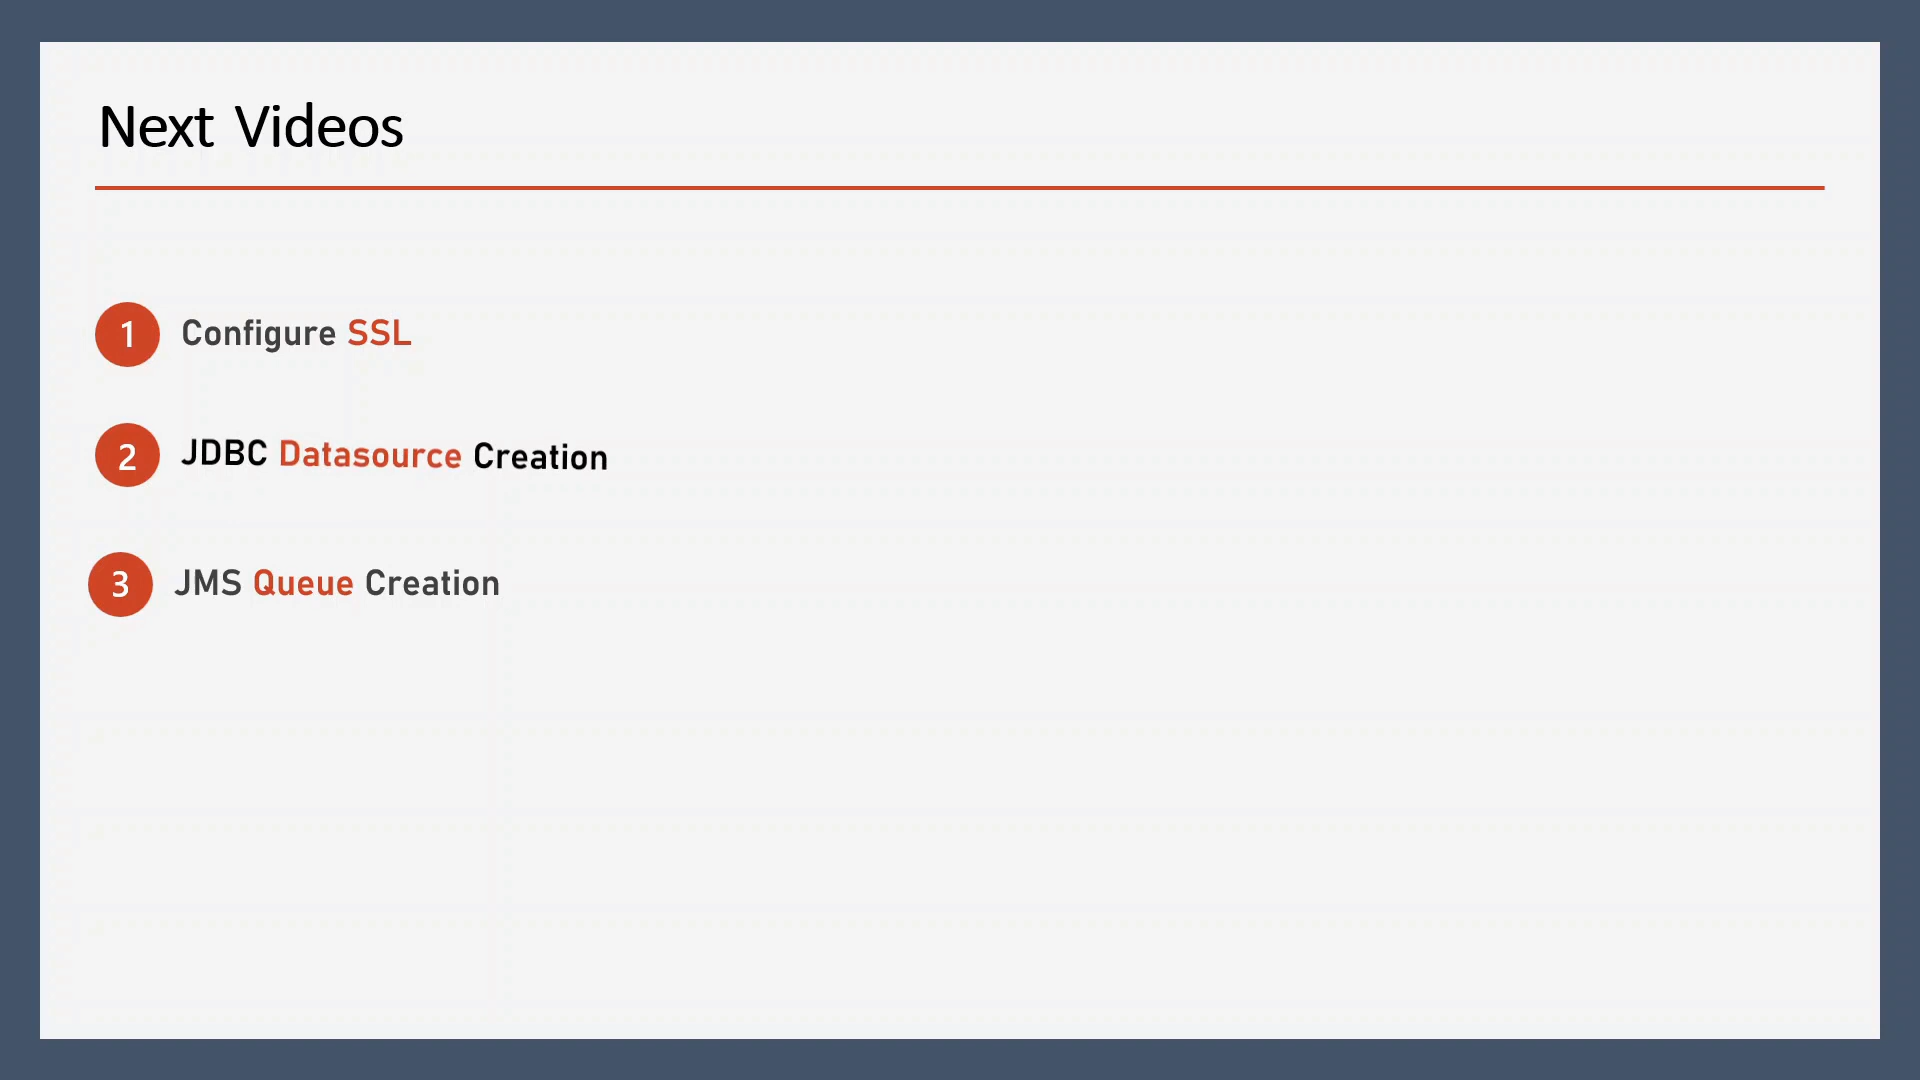 Next Videos
1 Configure SSL
2 JDBC Datasource Creation
3 JMS Queue Creation